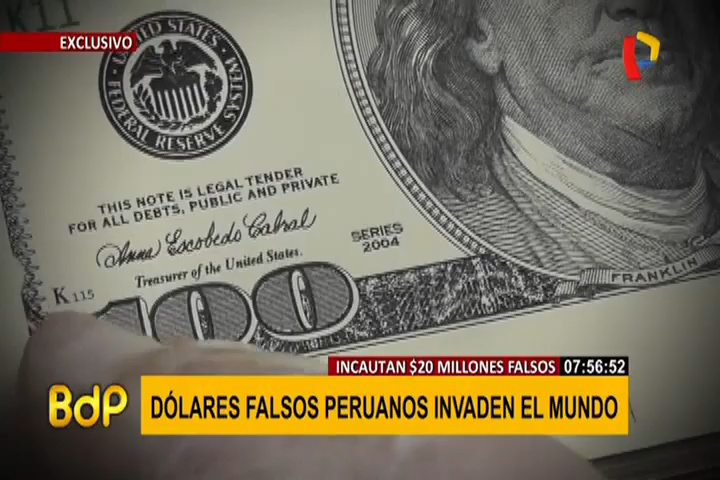 K11
EXCLUSIVO
UNITED STATES
FEDERAL RESERVE SYSTEM
THIS NOTE IS LEGAL TENDER
FOR ALL DEBTS, PUBLIC AND PRIVATE
Anna Escobedo Cabral
Treasurer of the United States.
SERIES
2004
K115
100
FRANKLIN
INCAUTAN $20 MILLONES FALSOS 07:56:52
BdP DÓLARES FALSOS PERUANOS INVADEN EL MUNDO